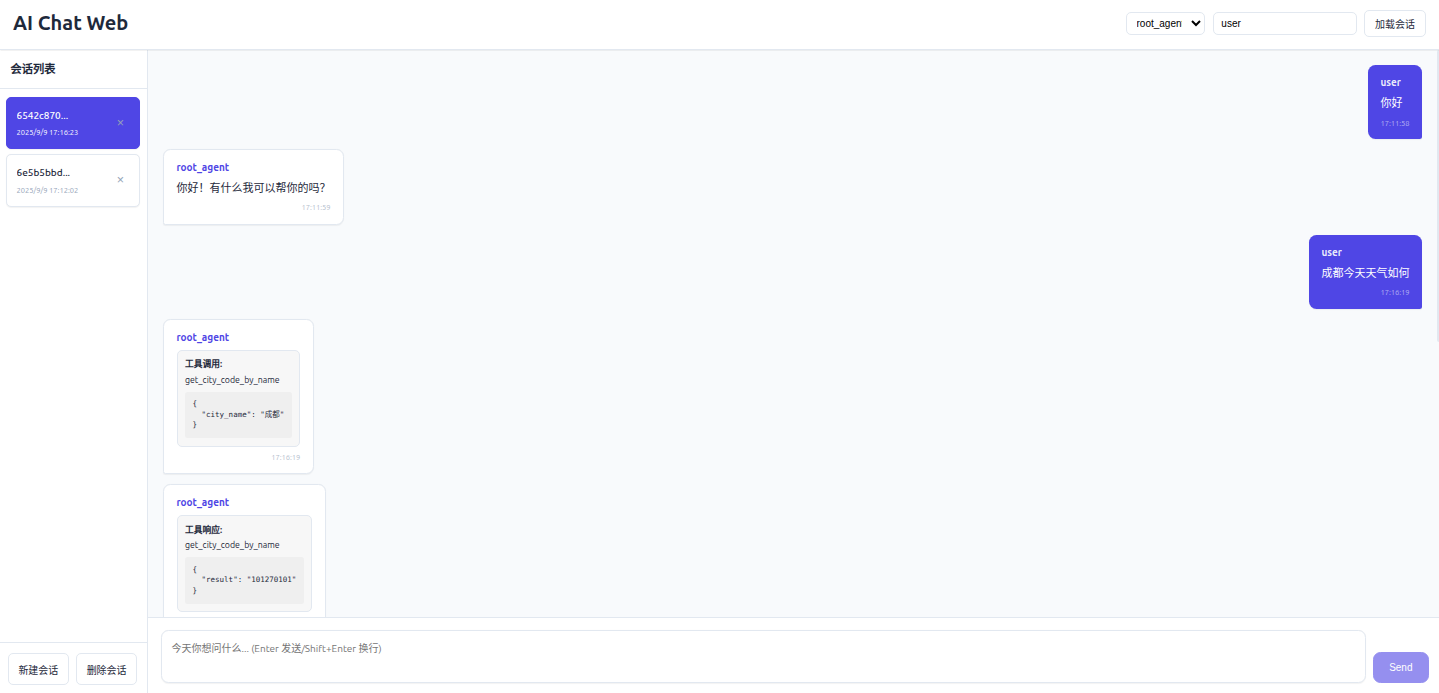 AI Chat Web
root_agen
user
加载会话
会话列表
6542c870...
2025/9/9 17:16:23
×
6e5b5bbd...
2025/9/9 17:12:02
×
新建会话
删除会话
user
你好
17:11:58
root_agent
你好！有什么我可以帮你的吗？
17:11:59
user
成都今天天气如何
17:16:19
root_agent
工具调用:
get_city_code_by_name
{
"city_name": "成都"
}
17:16:19
root_agent
工具响应:
get_city_code_by_name
{
"result": "101270101"
}
今天你想问什么... (Enter 发送/Shift+Enter 换行)
Send